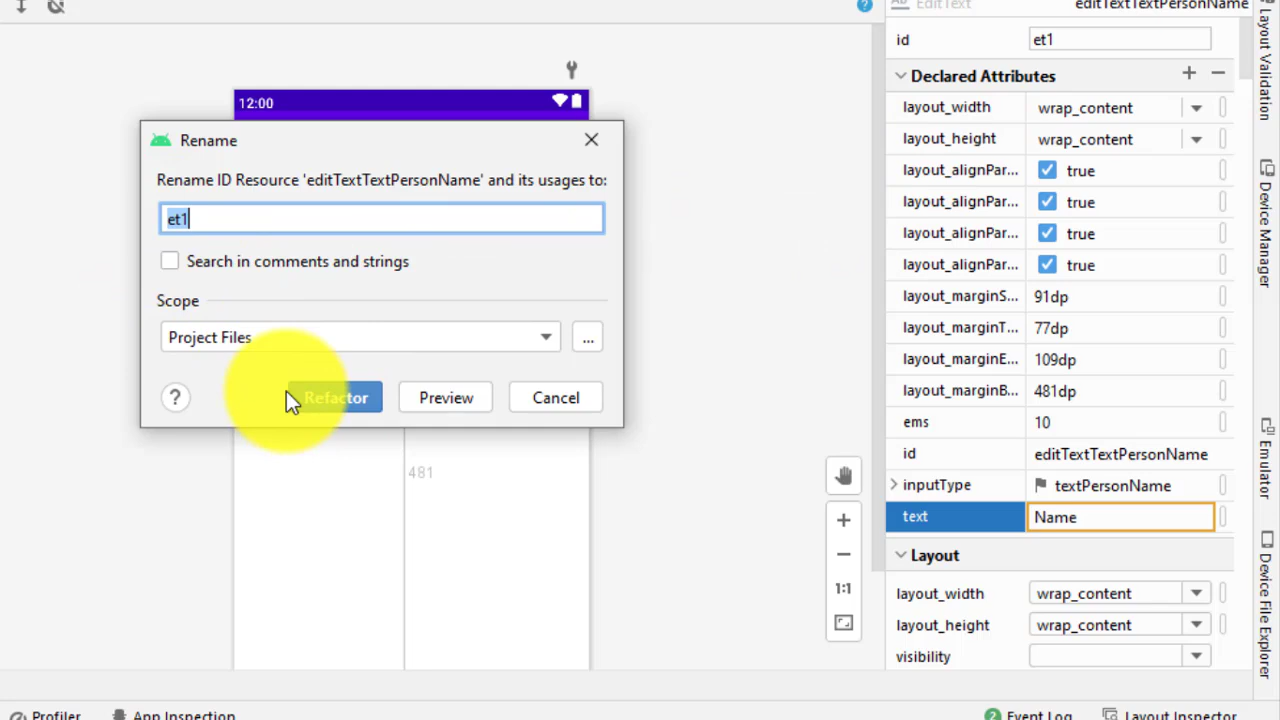 EditText
editTextTextPersonName
id
et1
Declared Attributes
layout_width
wrap_content
layout_height
wrap_content
layout_alignPar...
true
layout_alignPar...
true
layout_alignPar...
true
layout_alignPar...
true
layout_marginS...
91dp
layout_marginT...
77dp
layout_marginE...
109dp
layout_marginB...
481dp
ems
10
id
editTextTextPersonName
inputType
textPersonName
text
Name
Layout
layout_width
wrap_content
layout_height
wrap_content
visibility
12:00
Rename
Rename ID Resource 'editTextTextPersonName' and its usages to:
et1
Search in comments and strings
Scope
Project Files
...
?
Refactor
Preview
Cancel
481
1:1
Layout Validation
Device Manager
Emulator
Device File Explorer
Profiler
App Inspection
2
Event Log
Layout Inspector